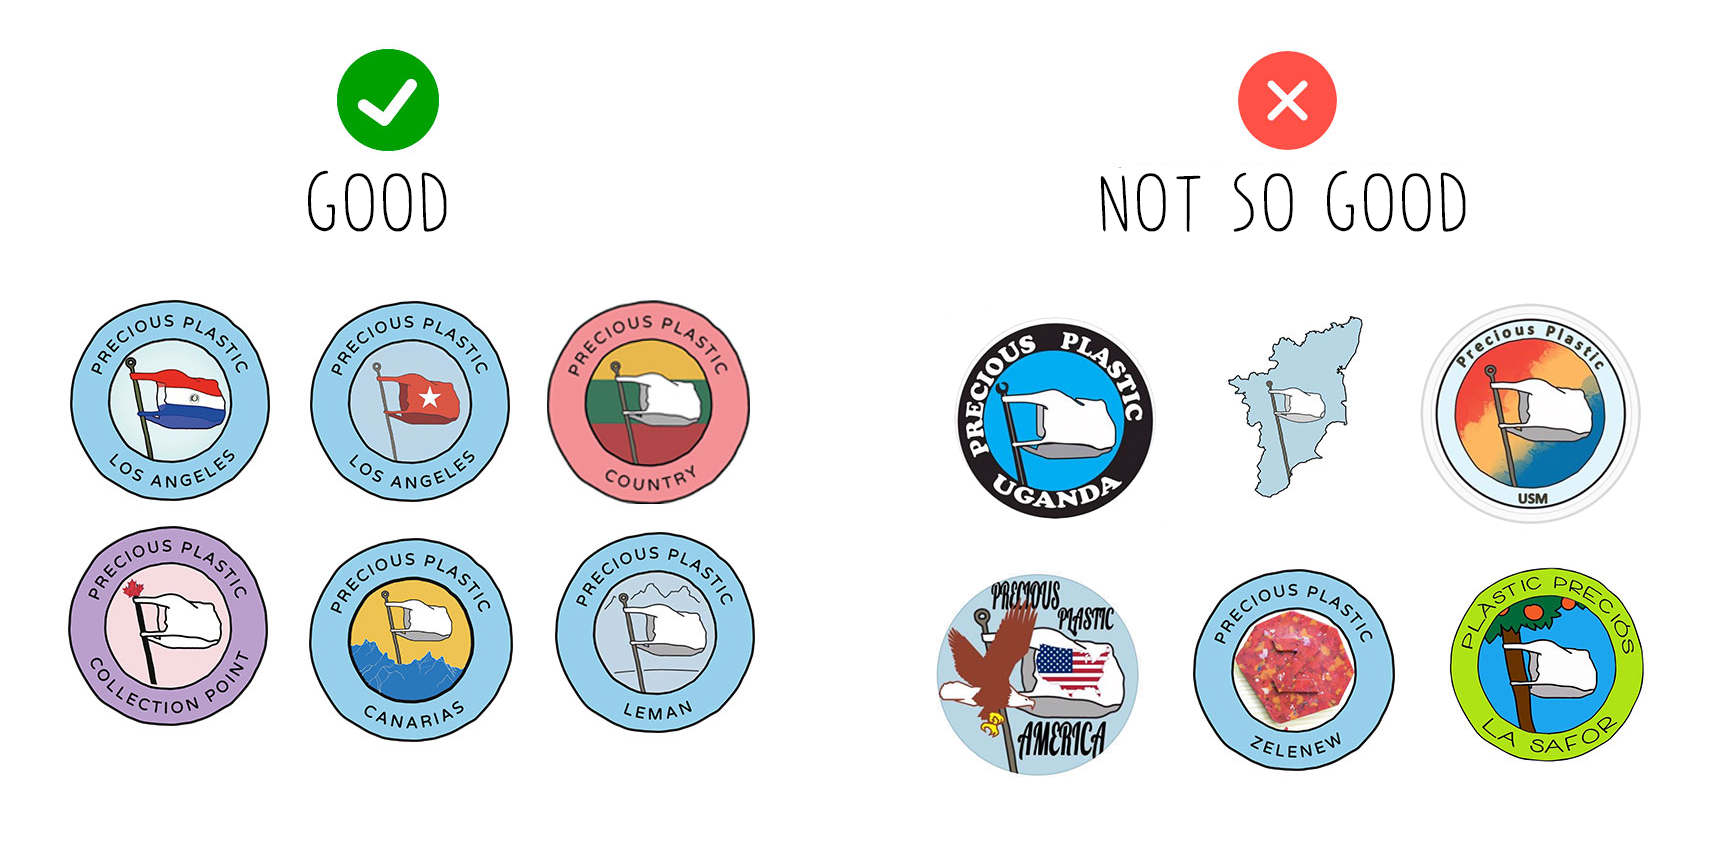 GOOD
NOT SO GOOD
PRECIOUS PLASTIC
LOS ANGELES
PRECIOUS PLASTIC
LOS ANGELES
PRECIOUS PLASTIC
COUNTRY
PRECIOUS PLASTIC
UGANDA
Precious Plastic
USM
PRECIOUS PLASTIC
COLLECTION POINT
PRECIOUS PLASTIC
CANARIAS
PRECIOUS PLASTIC
LEMAN
PRECIOUS
PLASTIC
AMERICA
PRECIOUS PLASTIC
ZELENEW
PLASTIC PRECIÓS
LA SAFOR